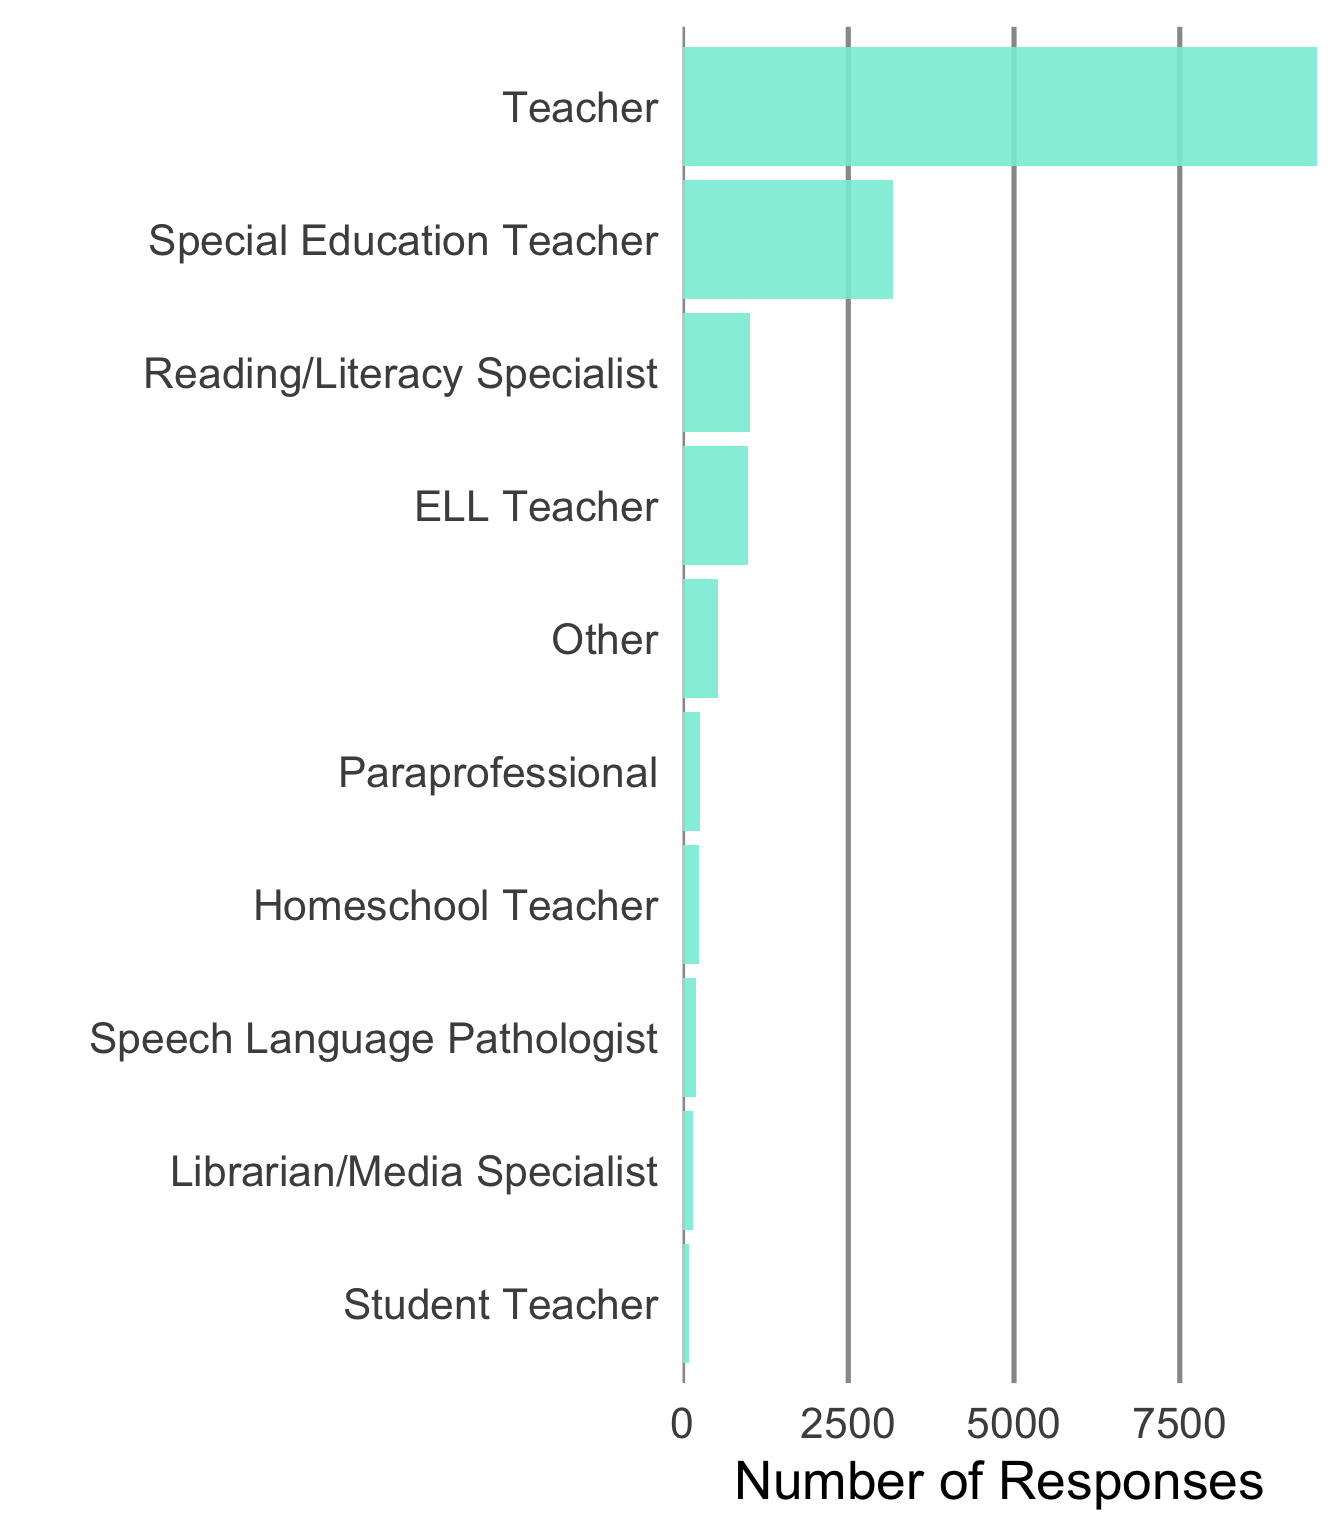 Teacher
Special Education Teacher
Reading/Literacy Specialist
ELL Teacher
Other
Paraprofessional
Homeschool Teacher
Speech Language Pathologist
Librarian/Media Specialist
Student Teacher
0 2500 5000 7500
Number of Responses